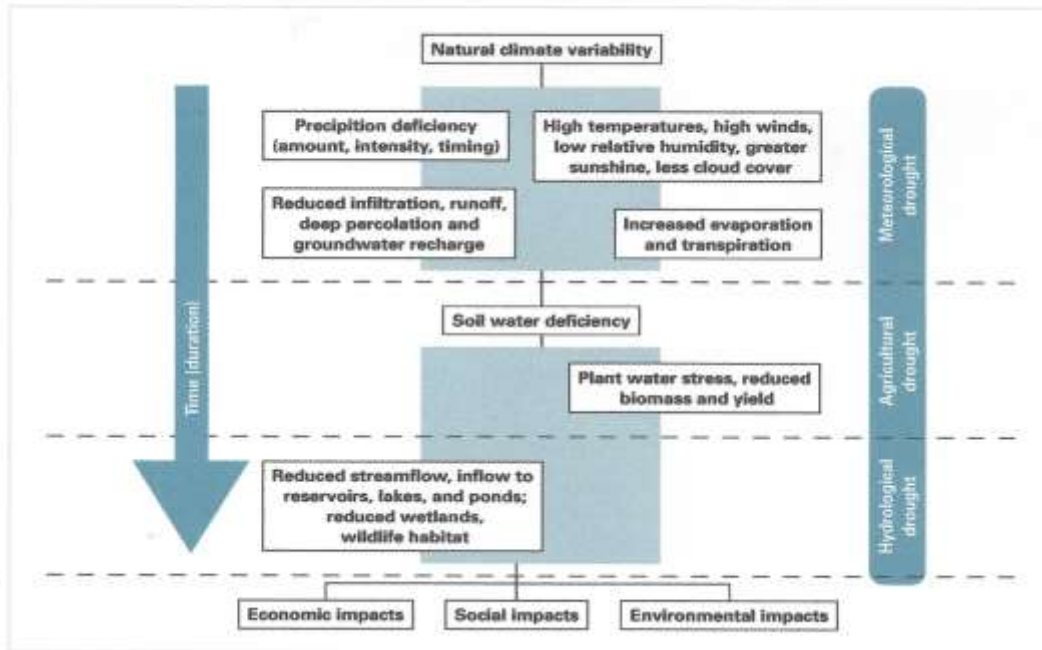 Natural climate variability
Precipition deficiency
(amount, intensity, timing)
High temperatures, high winds,
low relative humidity, greater
sunshine, less cloud cover
Reduced infiltration, runoff,
deep percolation and
groundwater recharge
Increased evaporation
and transpiration
Meteorological
drought
Time (duration)
Soil water deficiency
Plant water stress, reduced
biomass and yield
Agricultural
drought
Reduced streamflow, inflow to
reservoirs, lakes, and ponds;
reduced wetlands,
wildlife habitat
Hydrological
drought
Economic impacts
Social impacts
Environmental impacts